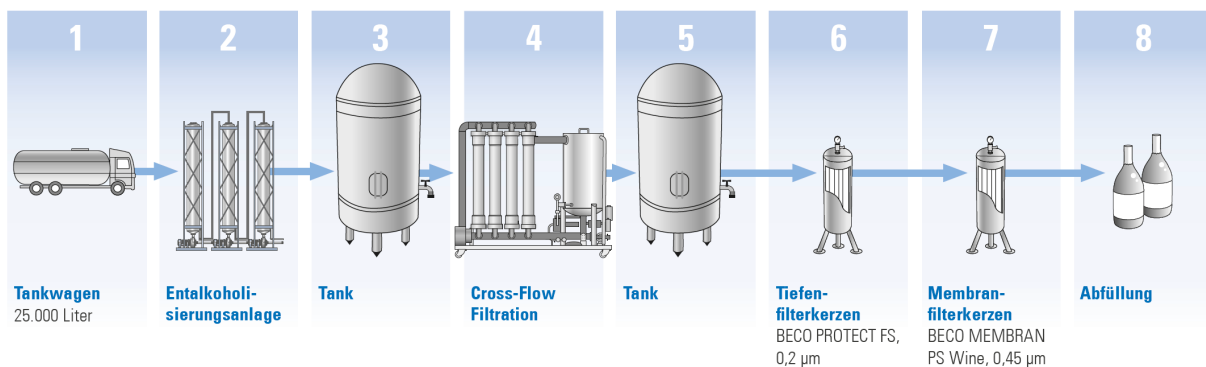 1
2
3
4
5
6
7
8
Tankwagen
25.000 Liter
Entalkoholi-
sierungsanlage
Tank
Cross-Flow
Filtration
Tank
Tiefen-
filterkerzen
BECO PROTECT FS,
0,2 µm
Membran-
filterkerzen
BECO MEMBRAN
PS Wine, 0,45 µm
Abfüllung